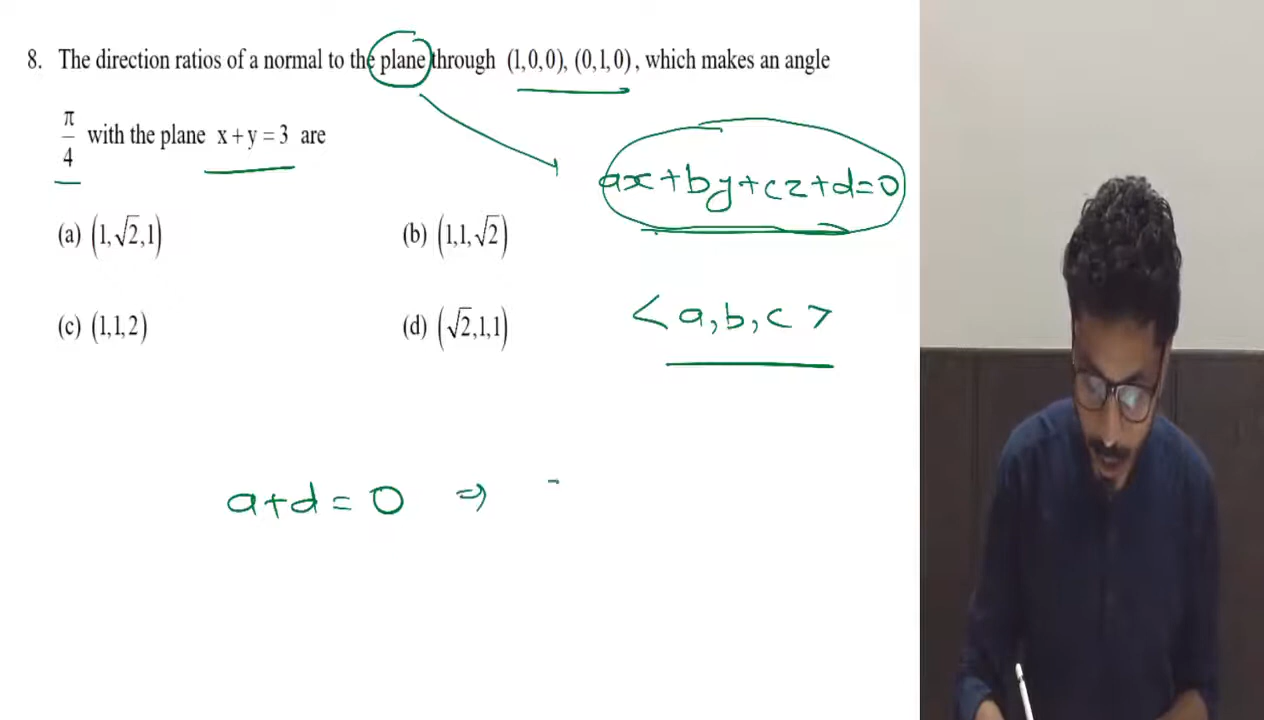 8. The direction ratios of a normal to the plane through (1,0,0), (0,1,0), which makes an angle
π/4 with the plane x+y=3 are
(a) (1,√2,1) (b) (1,1,√2)
(c) (1,1,2) (d) (√2,1,1)
ax+by+cz+d=0
<a,b,c>
a+d=0 ⇒